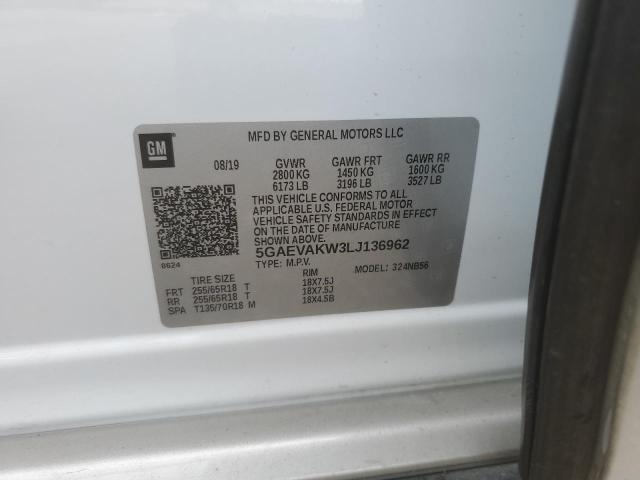 GM
MFD BY GENERAL MOTORS LLC
08/19 GVWR GAWR FRT GAWR RR
2800 KG 1450 KG 1600 KG
6173 LB 3196 LB 3527 LB
THIS VEHICLE CONFORMS TO ALL
APPLICABLE U.S. FEDERAL MOTOR
VEHICLE SAFETY STANDARDS IN EFFECT
ON THE DATE OF MANUFACTURE
SHOWN ABOVE.
5GAEVAKW3LJ136962
8624 TYPE: M.P.V. MODEL: 324NB56
TIRE SIZE RIM
FRT 255/65R18 T 18X7.5J
RR 255/65R18 T 18X7.5J
SPA T135/70R18 M 18X4.5B